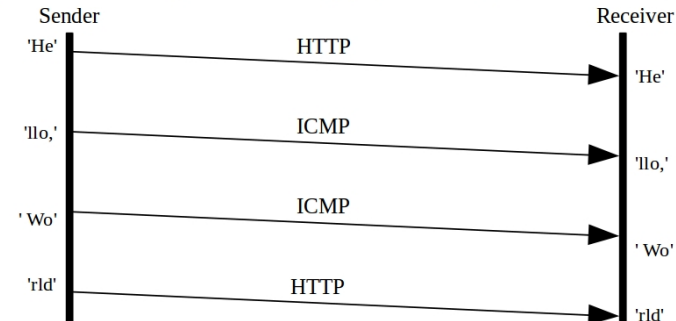 Sender Receiver
'He' HTTP 'He'
'llo,' ICMP 'llo,'
' Wo' ICMP ' Wo'
'rld' HTTP 'rld'